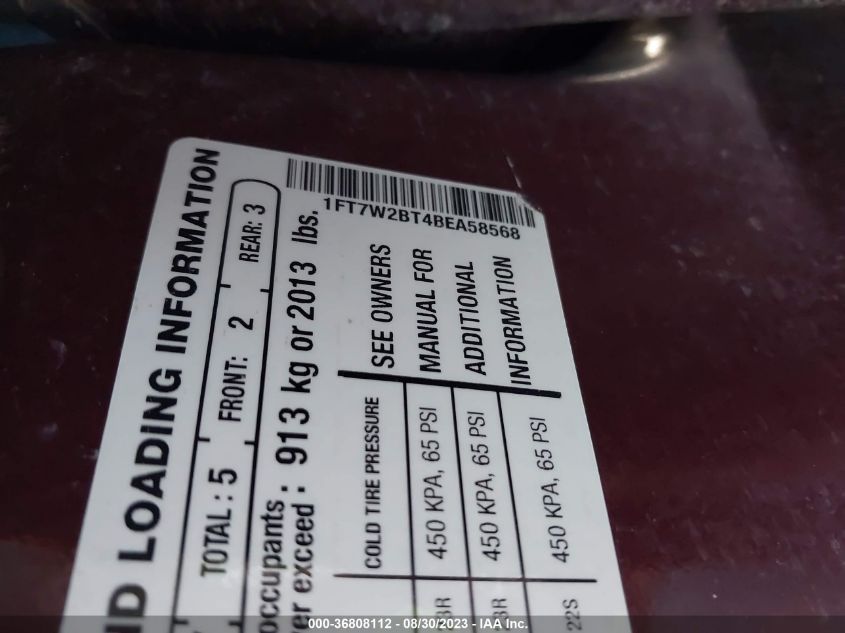 ND LOADING INFORMATION
TOTAL : 5 FRONT: 2 REAR: 3
occupants
er exceed : 913 kg or 2013 lbs.
1FT7W2BT4BEA58568
COLD TIRE PRESSURE
450 KPA, 65 PSI
450 KPA, 65 PSI
450 KPA, 65 PSI
SEE OWNERS
MANUAL FOR
ADDITIONAL
INFORMATION
22S
000-36808112 - 08/30/2023 - IAA Inc.